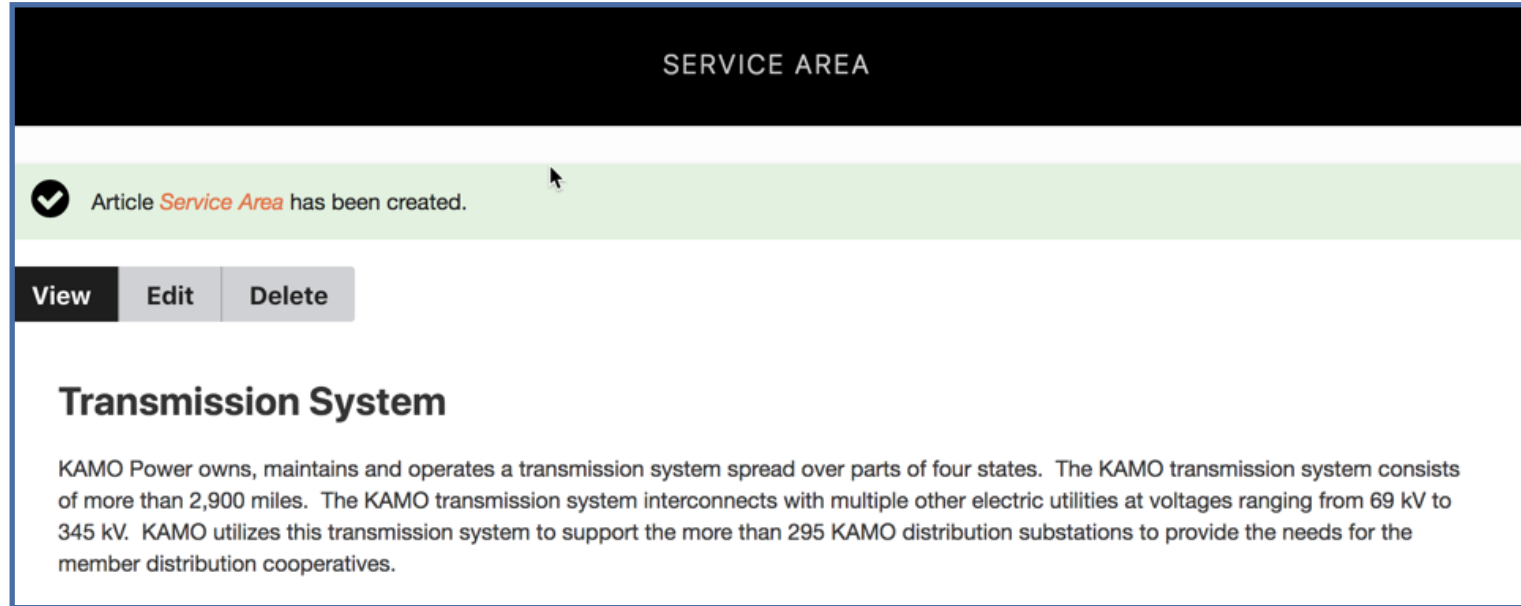 SERVICE AREA
Article Service Area has been created.
View Edit Delete
Transmission System
KAMO Power owns, maintains and operates a transmission system spread over parts of four states.  The KAMO transmission system consists
of more than 2,900 miles.  The KAMO transmission system interconnects with multiple other electric utilities at voltages ranging from 69 kV to
345 kV.  KAMO utilizes this transmission system to support the more than 295 KAMO distribution substations to provide the needs for the
member distribution cooperatives.